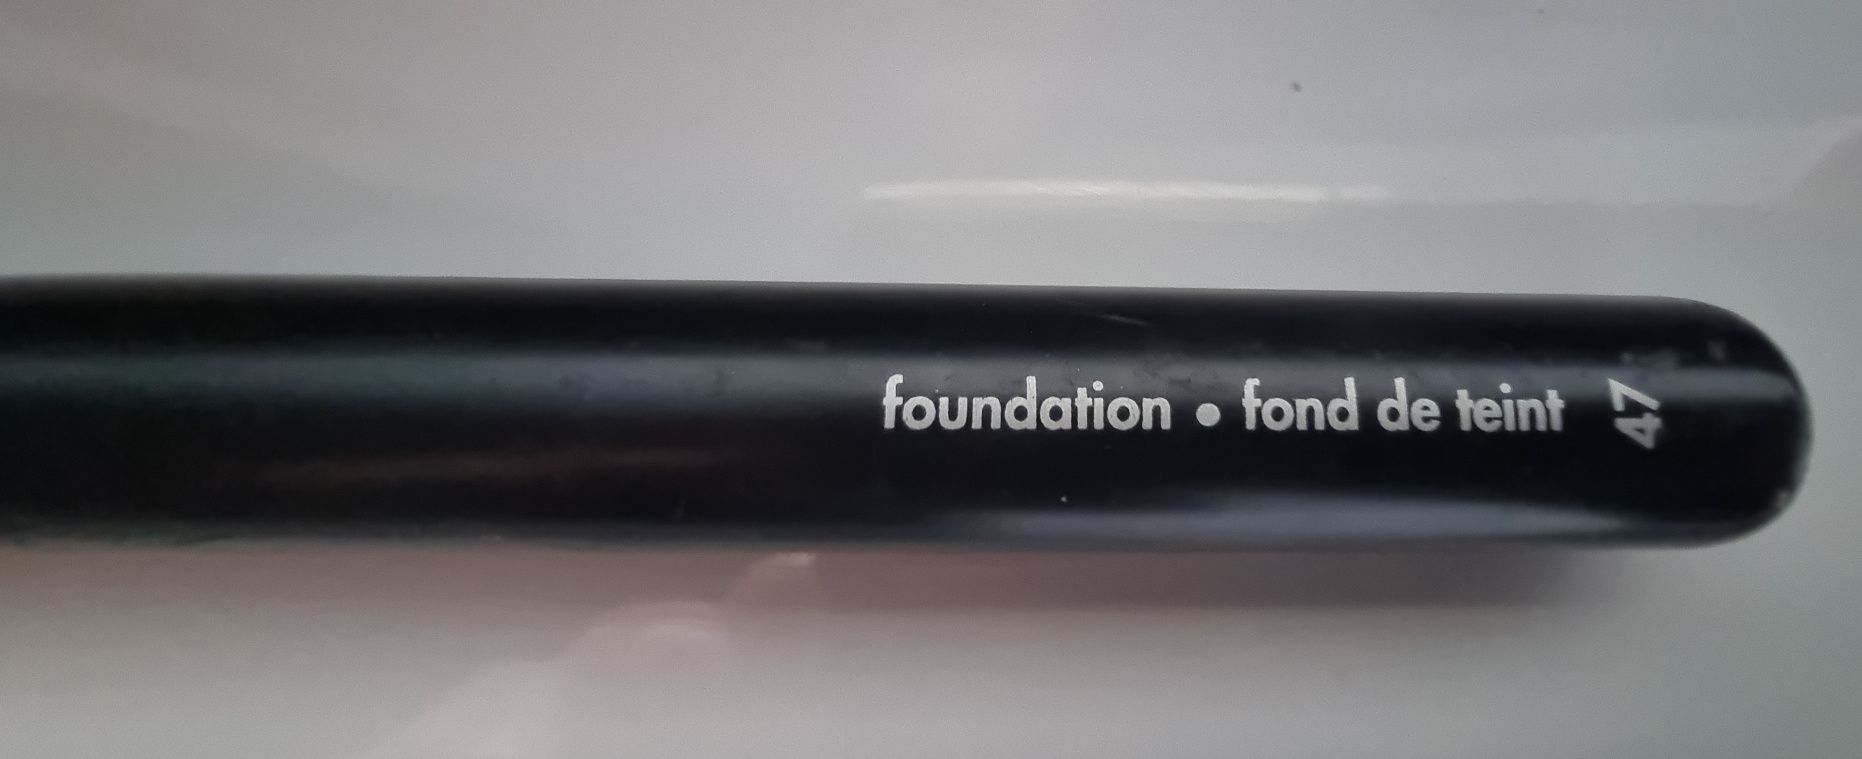 foundation • fond de teint
47